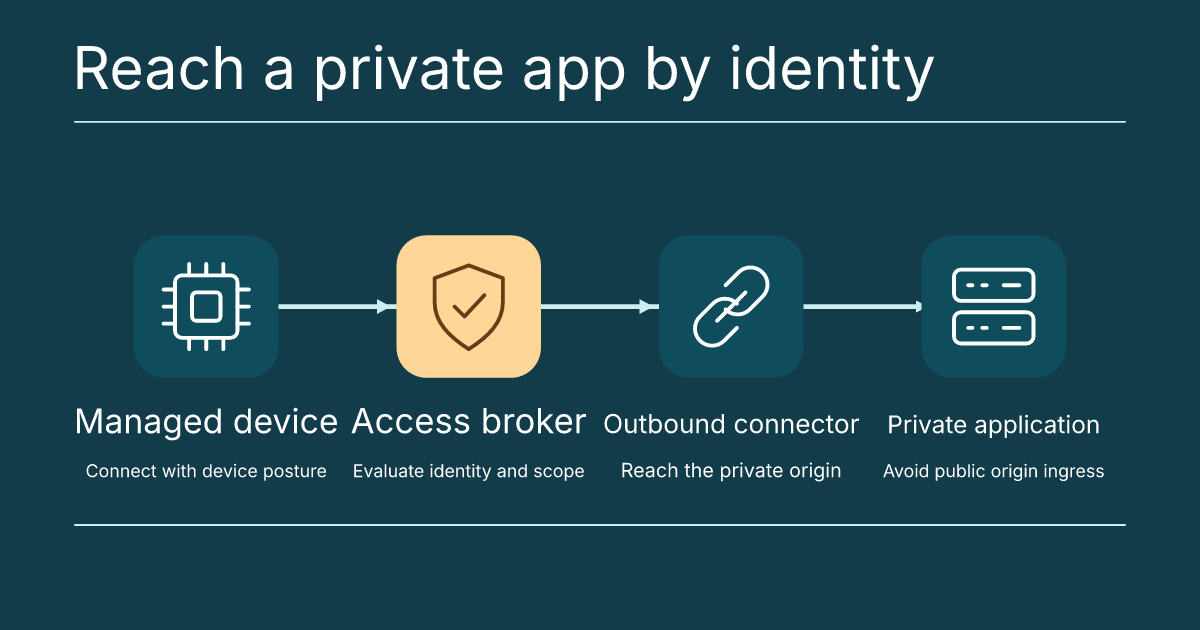 Reach a private app by identity
Managed device
Access broker
Outbound connector
Private application
Connect with device posture
Evaluate identity and scope
Reach the private origin
Avoid public origin ingress